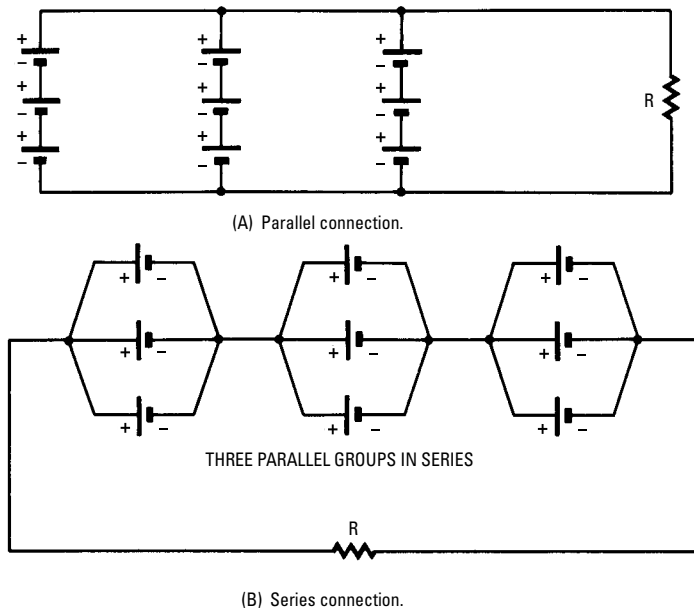 + + +
− − −
+ + + R
− − −
+ + +
− − −
(A) Parallel connection.
+ − + − + −
+ − + − + −
+ − + − + −
THREE PARALLEL GROUPS IN SERIES
R
(B) Series connection.